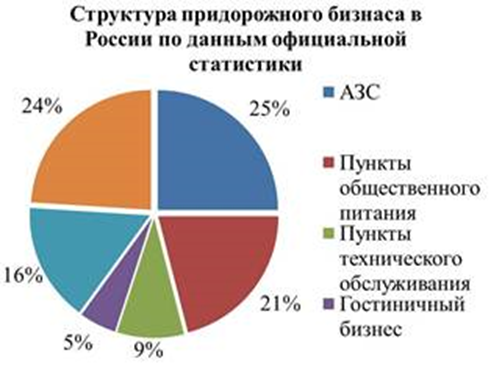 Структура придорожного бизнаса в
России по данным официальной
статистики
24%
25%
16%
5%
9%
21%
АЗС
Пункты
общественного
питания
Пункты
технического
обслуживания
Гостиничный
бизнес